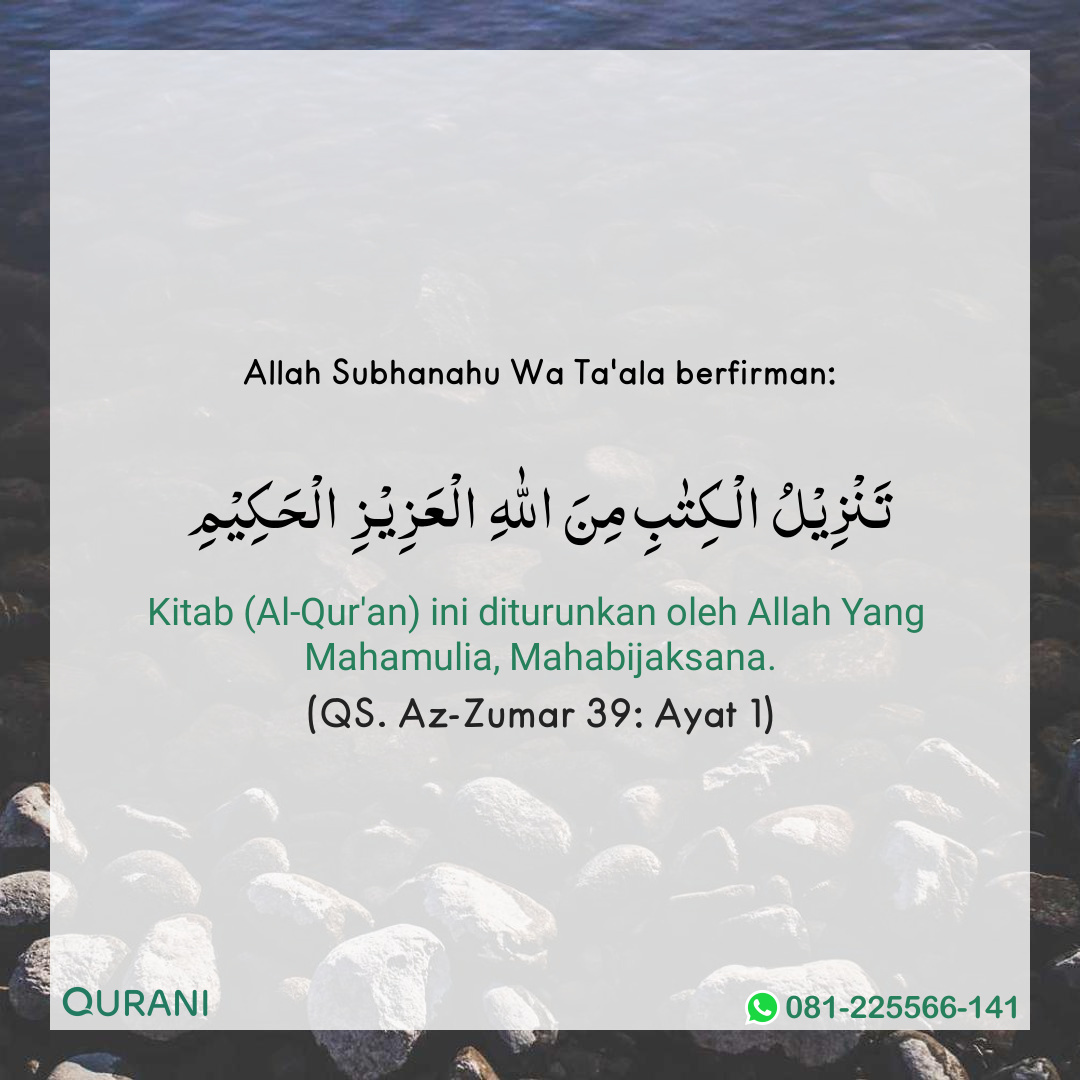 Allah Subhanahu Wa Ta'ala berfirman:
تَنْزِيْلُ الْكِتٰبِ مِنَ اللّٰهِ الْعَزِيْزِ الْحَكِيْمِ
Kitab (Al-Qur'an) ini diturunkan oleh Allah Yang
Mahamulia, Mahabijaksana.
(QS. Az-Zumar 39: Ayat 1)
QURANI
081-225566-141